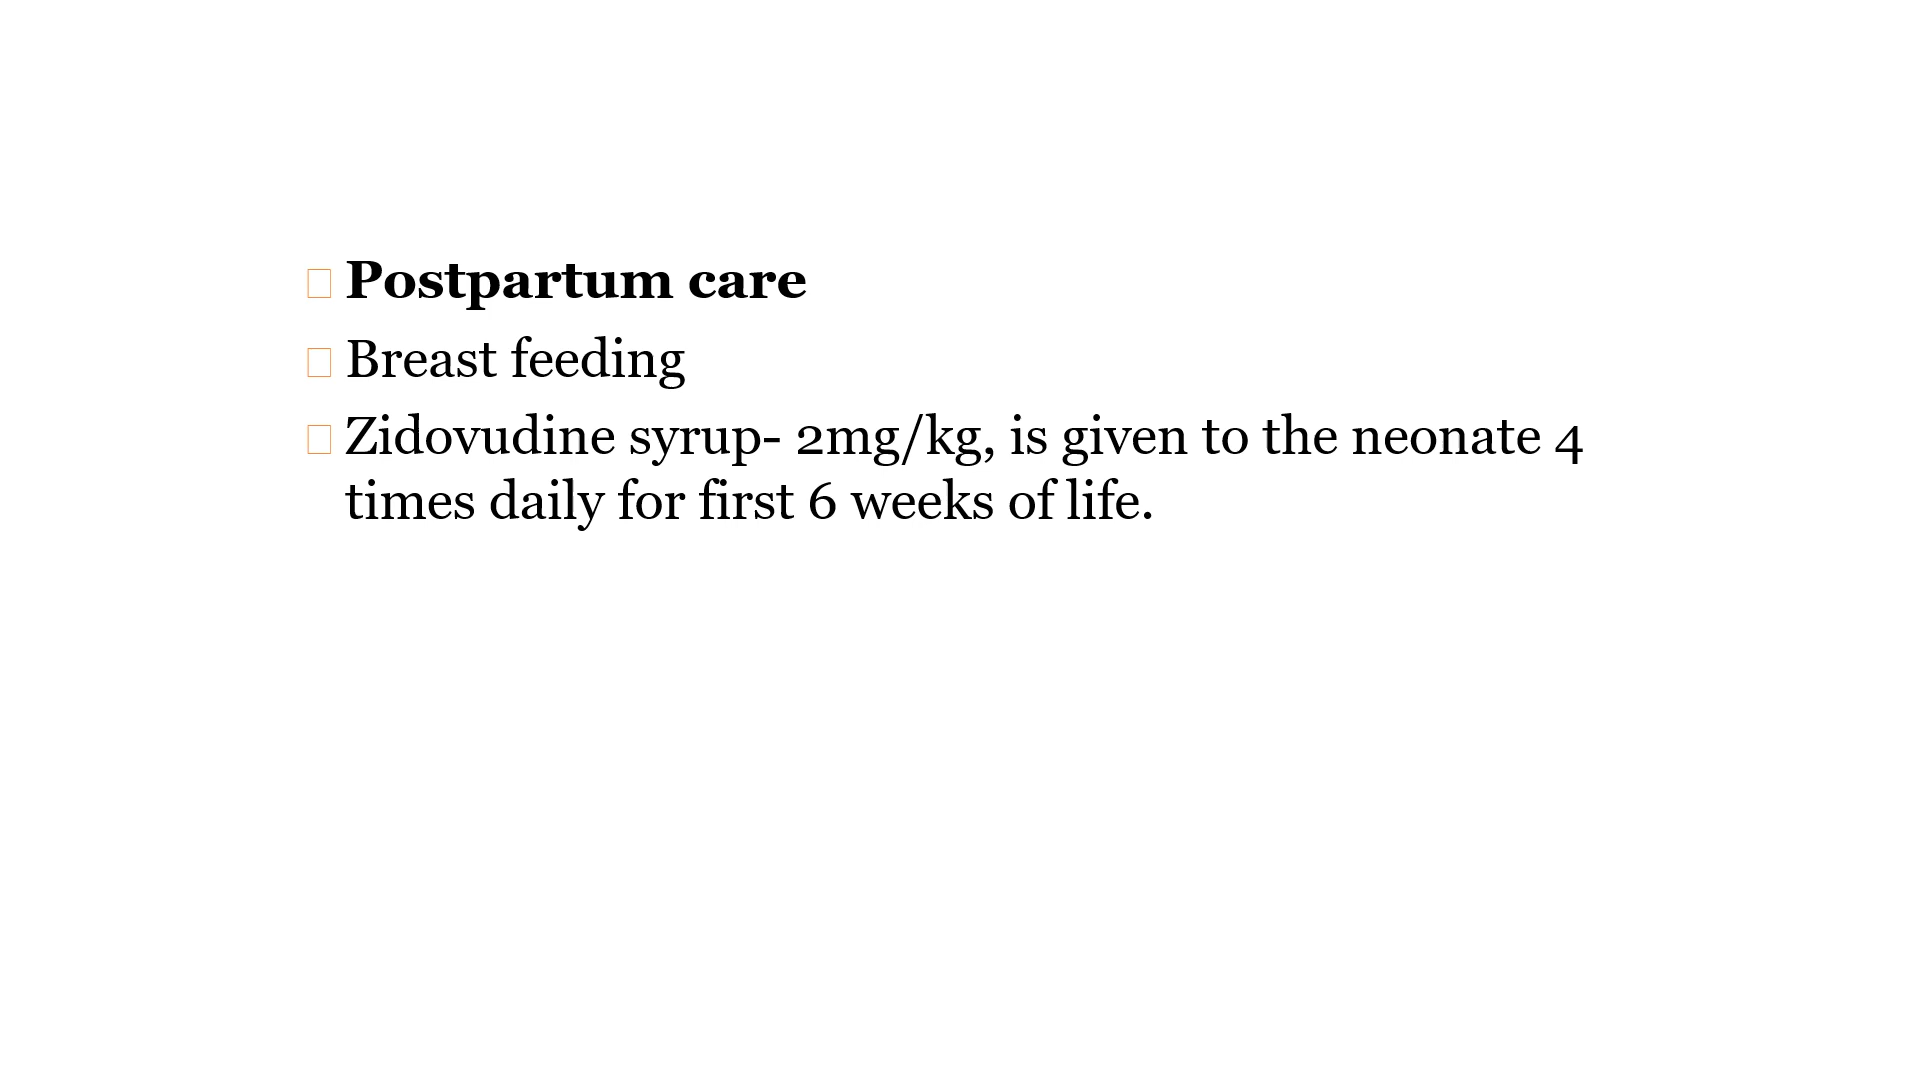 Postpartum care
Breast feeding
Zidovudine syrup- 2mg/kg, is given to the neonate 4
times daily for first 6 weeks of life.